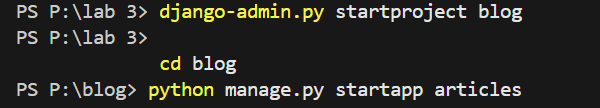 PS P:\lab 3> django-admin.py startproject blog
PS P:\lab 3>
cd blog
PS P:\blog> python manage.py startapp articles